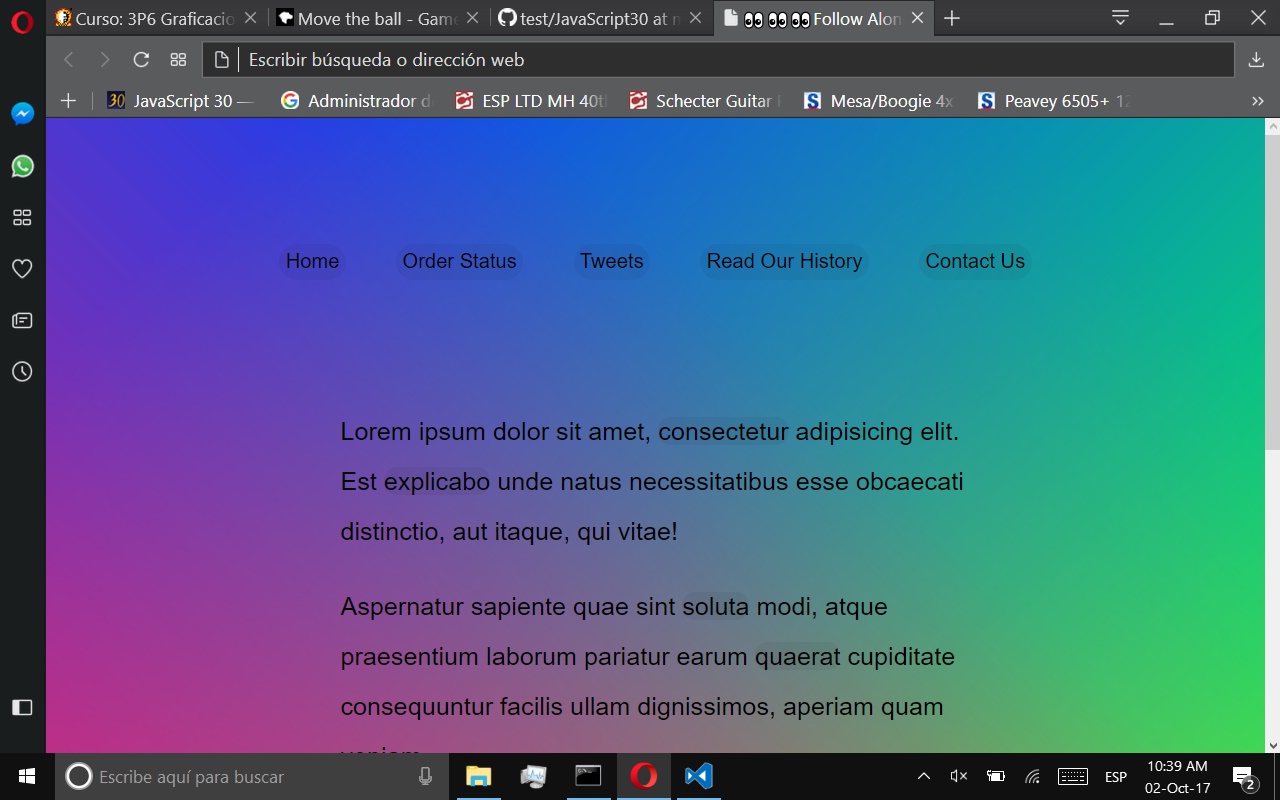 Curso: 3P6 Graficacio
Move the ball - Game
test/JavaScript30 at m
👀 👀 👀 Follow Alon
Escribir búsqueda o dirección web
30 JavaScript 30 —
Administrador d
ESP LTD MH 40t
Schecter Guitar
Mesa/Boogie 4x
Peavey 6505+ 1
»
Home
Order Status
Tweets
Read Our History
Contact Us
Lorem ipsum dolor sit amet, consectetur adipisicing elit.
Est explicabo unde natus necessitatibus esse obcaecati
distinctio, aut itaque, qui vitae!
Aspernatur sapiente quae sint soluta modi, atque
praesentium laborum pariatur earum quaerat cupiditate
consequuntur facilis ullam dignissimos, aperiam quam
Escribe aquí para buscar
ESP
10:39 AM
02-Oct-17
2